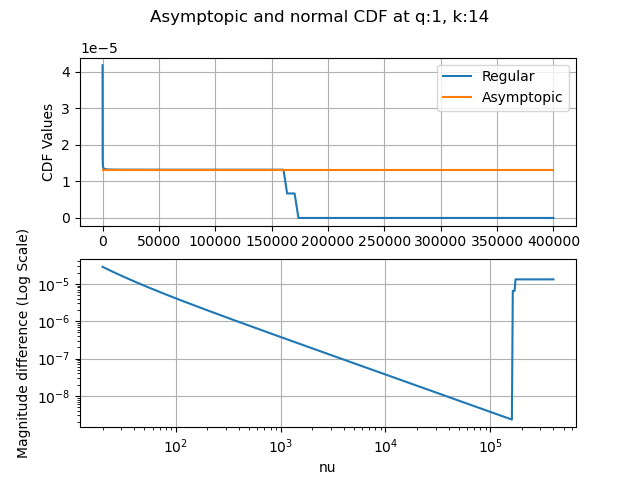 Asymptopic and normal CDF at q:1, k:14
1e−5
CDF Values
4
3
2
1
0
Regular
Asymptopic
0 50000 100000 150000 200000 250000 300000 350000 400000
Magnitude difference (Log Scale)
10⁻⁵
10⁻⁶
10⁻⁷
10⁻⁸
10² 10³ 10⁴ 10⁵
nu